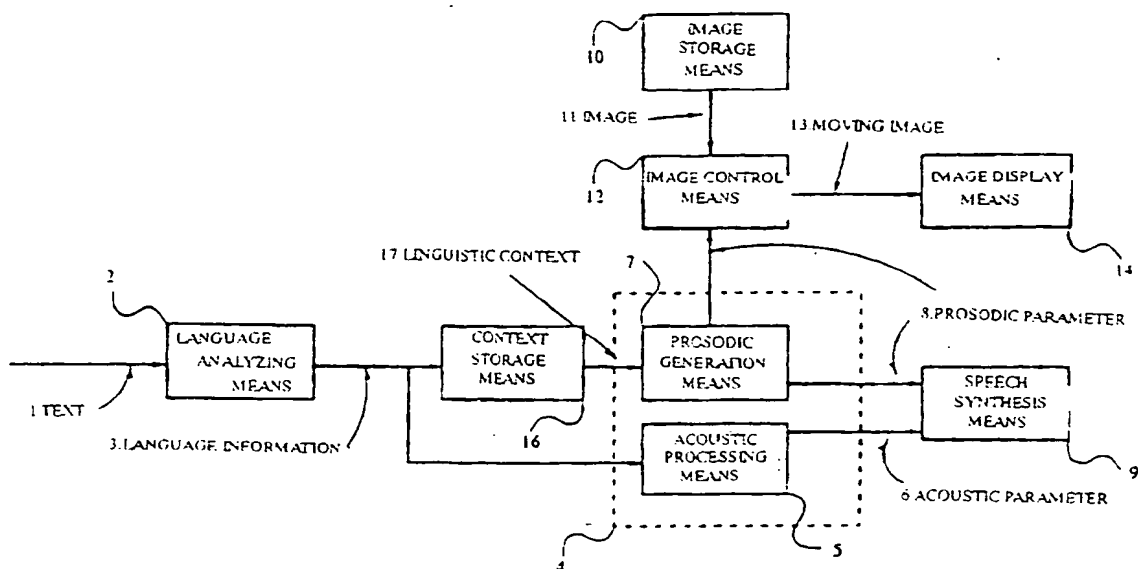 10
IMAGE
STORAGE
MEANS
11 IMAGE
13.MOVING IMAGE
12
IMAGE CONTROL
MEANS
IMAGE DISPLAY
MEANS
14
17 LINGUISTIC CONTEXT
7
2
8.PROSODIC PARAMETER
LANGUAGE
ANALYZING
MEANS
CONTEXT
STORAGE
MEANS
PROSODIC
GENERATION
MEANS
SPEECH
SYNTHESIS
MEANS
1 TEXT
3.LANGUAGE INFORMATION
16
ACOUSTIC
PROCESSING
MEANS
9
6 ACOUSTIC PARAMETER
4
5